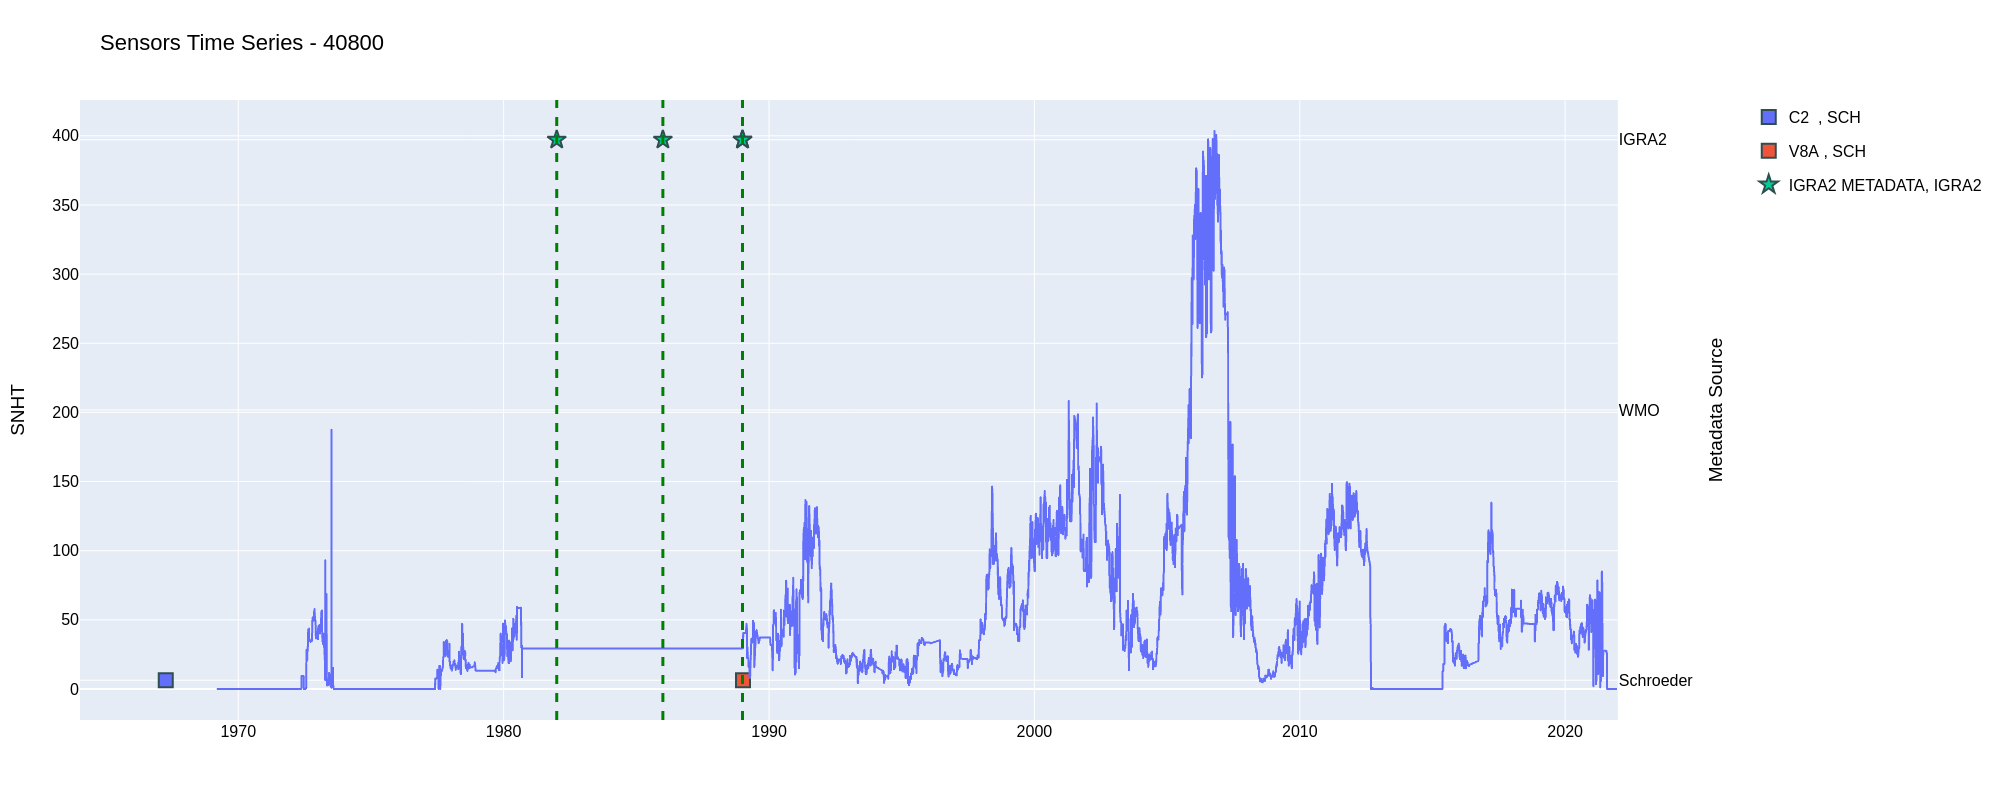 Sensors Time Series - 40800
C2 , SCH
V8A , SCH
IGRA2 METADATA, IGRA2
400
350
300
250
200
150
100
50
0
SNHT
IGRA2
WMO
Schroeder
Metadata Source
1970
1980
1990
2000
2010
2020